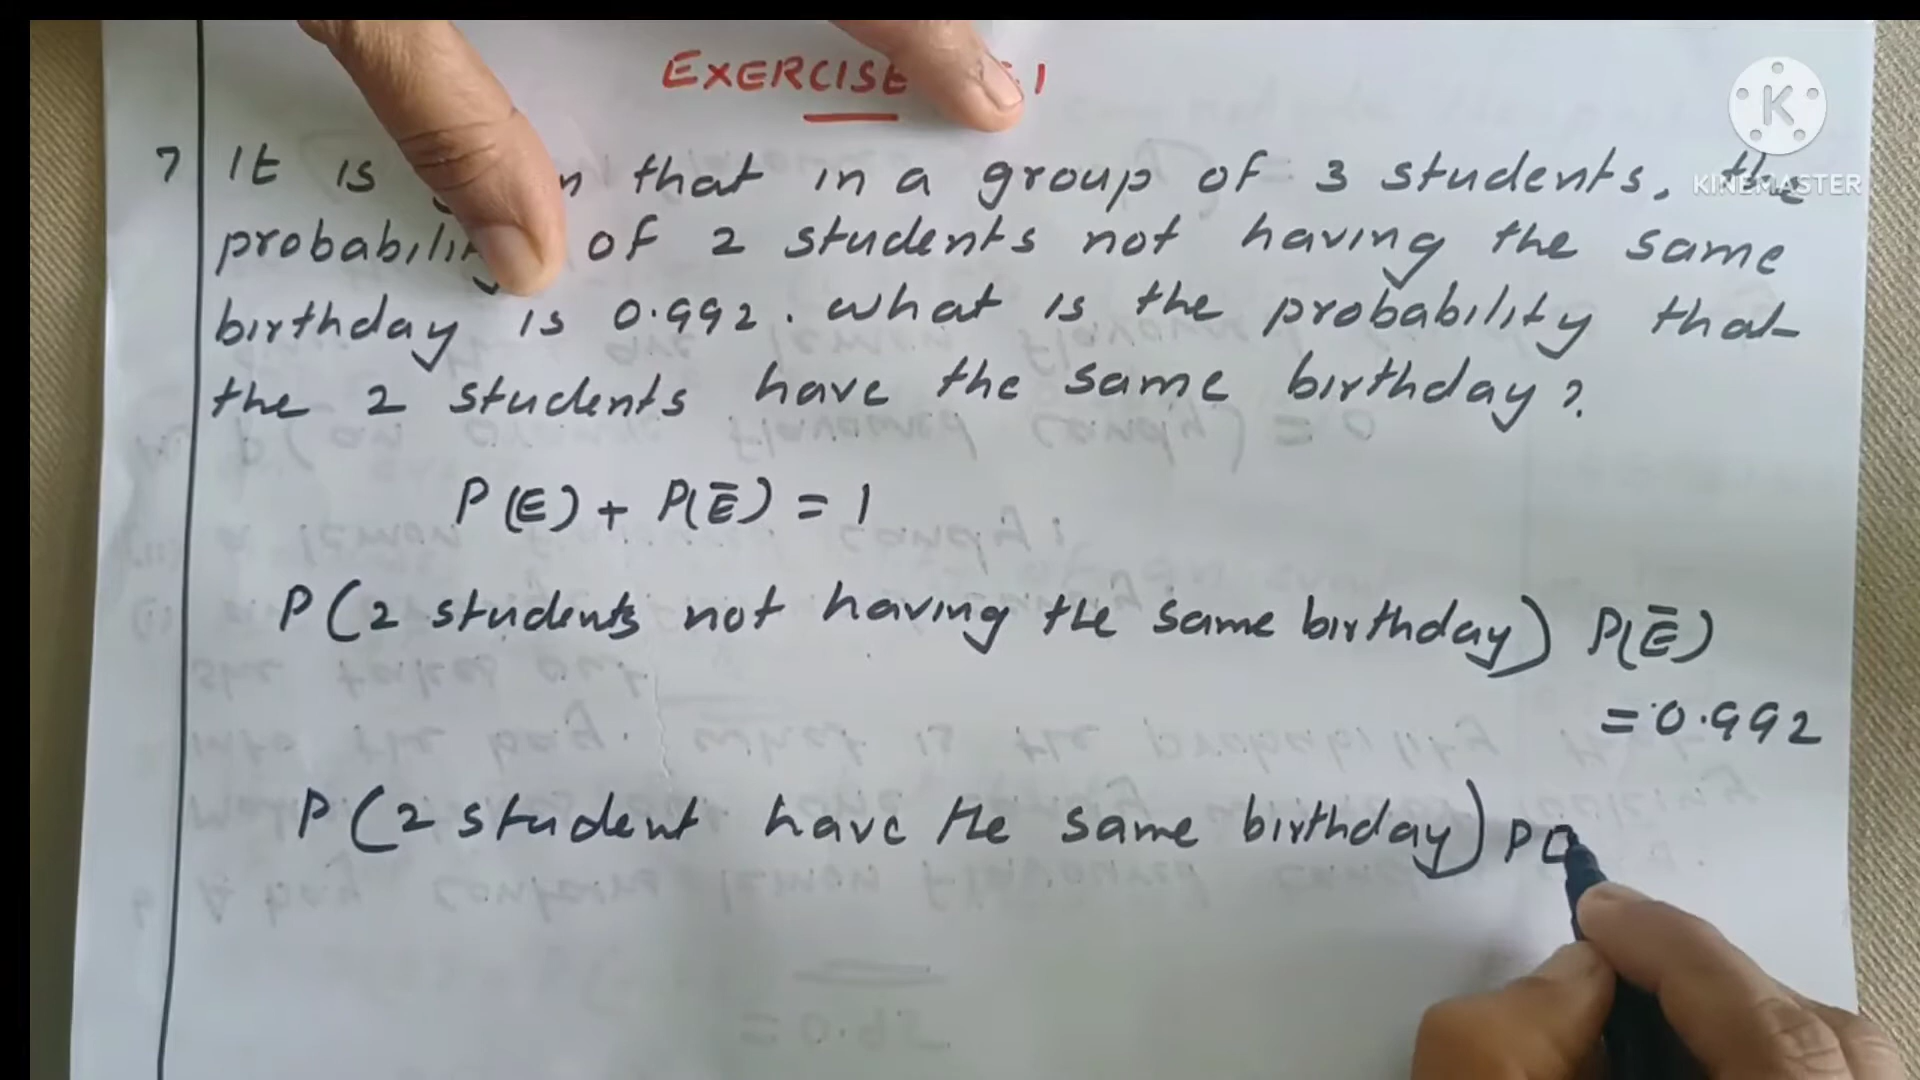 EXERCISE 1
K
KINEMASTER
7 It is that in a group of 3 students, the
of 2 students not having the same
birthday is 0.992. What is the probability that
the 2 students have the same birthday?
P(E) + P(Ē) = 1
P(2 students not having the same birthday) P(Ē)
= 0.992
P(2 student have the same birthday) P